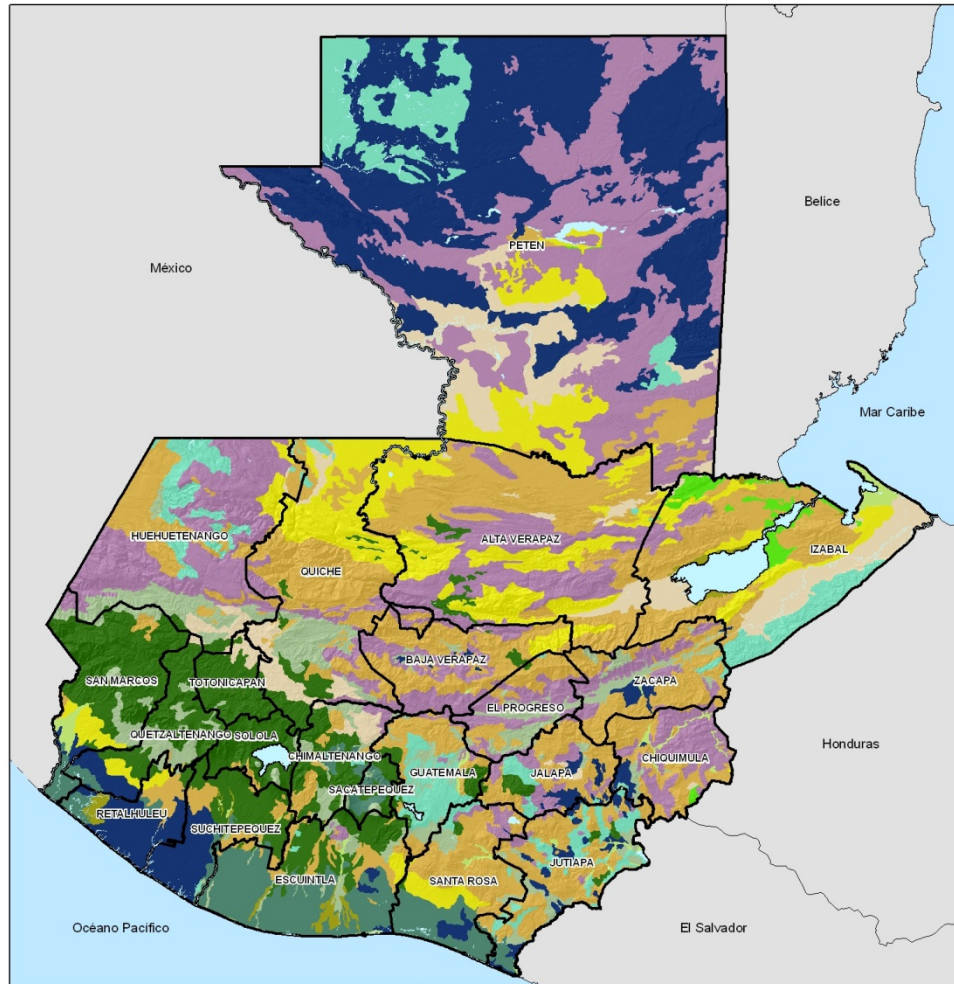 Belice
PETEN
México
Mar Caribe
HUEHUETENANGO
ALTA VERAPAZ
IZABAL
QUICHE
BAJA VERAPAZ
SAN MARCOS
TOTONICAPAN
ZACAPA
EL PROGRESO
QUETZALTENANGO
SOLOLA
CHIMALTENANGO
Honduras
CHIQUIMULA
GUATEMALA
JALAPA
SACATEPEQUEZ
RETALHULEU
SUCHITEPEQUEZ
JUTIAPA
ESCUINTLA
SANTA ROSA
Océano Pacífico
El Salvador